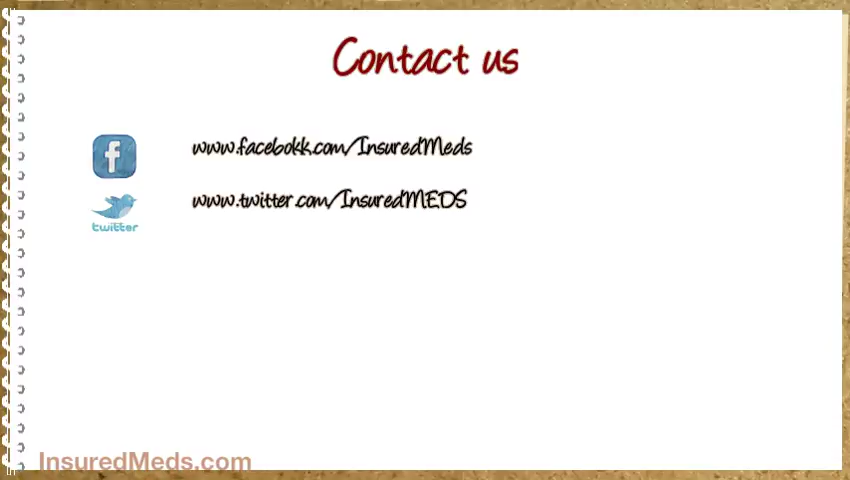 Contact us
f
www.facebokk.com/InsuredMeds
www.twitter.com/InsuredMEDS
twitter
InsuredMeds.com